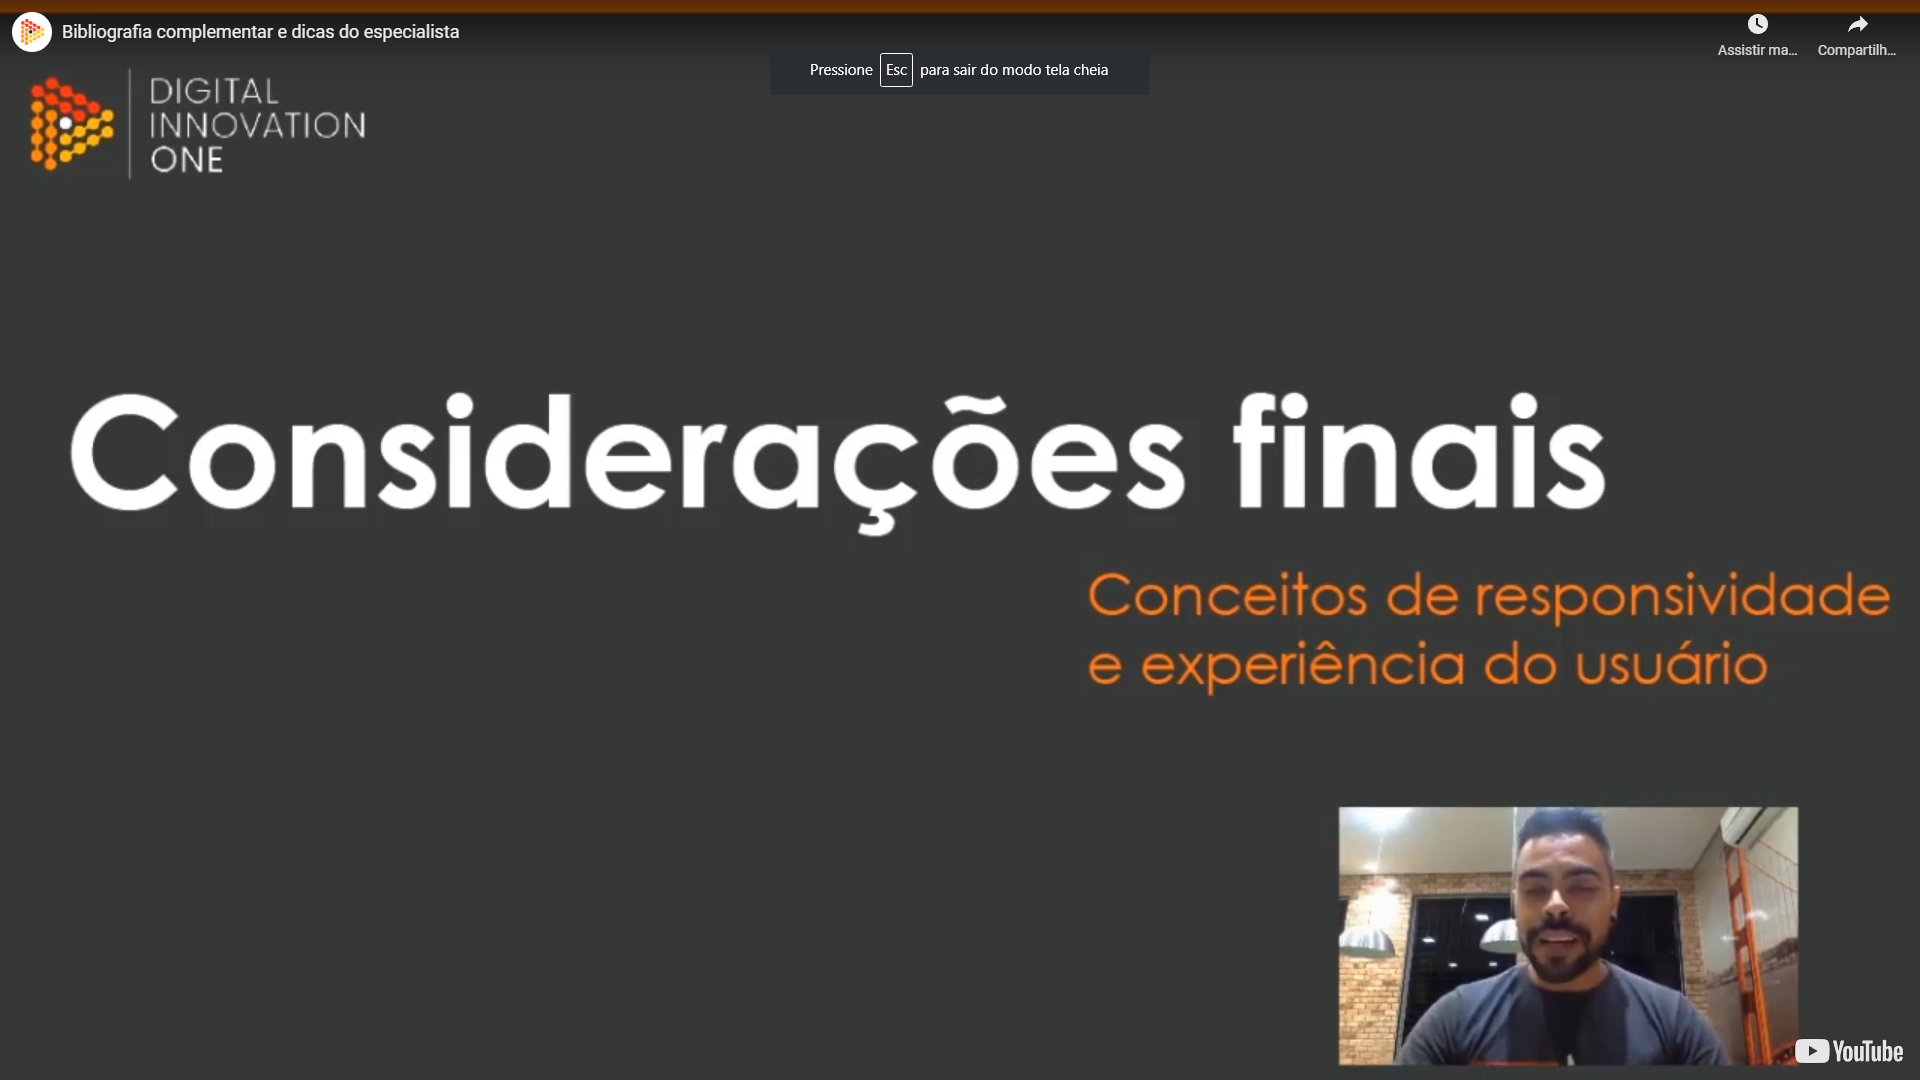 Bibliografia complementar e dicas do especialista
Assistir ma...
Compartilh...
Pressione Esc para sair do modo tela cheia
DIGITAL
INNOVATION
ONE
Considerações finais
Conceitos de responsividade
e experiência do usuário
YouTube